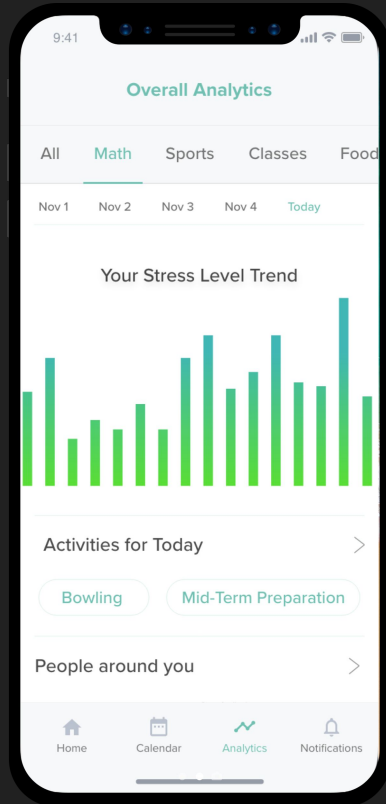 9:41
Overall Analytics
All Math Sports Classes Food
Nov 1 Nov 2 Nov 3 Nov 4 Today
Your Stress Level Trend
Activities for Today
Bowling Mid-Term Preparation
People around you
Home Calendar Analytics Notifications